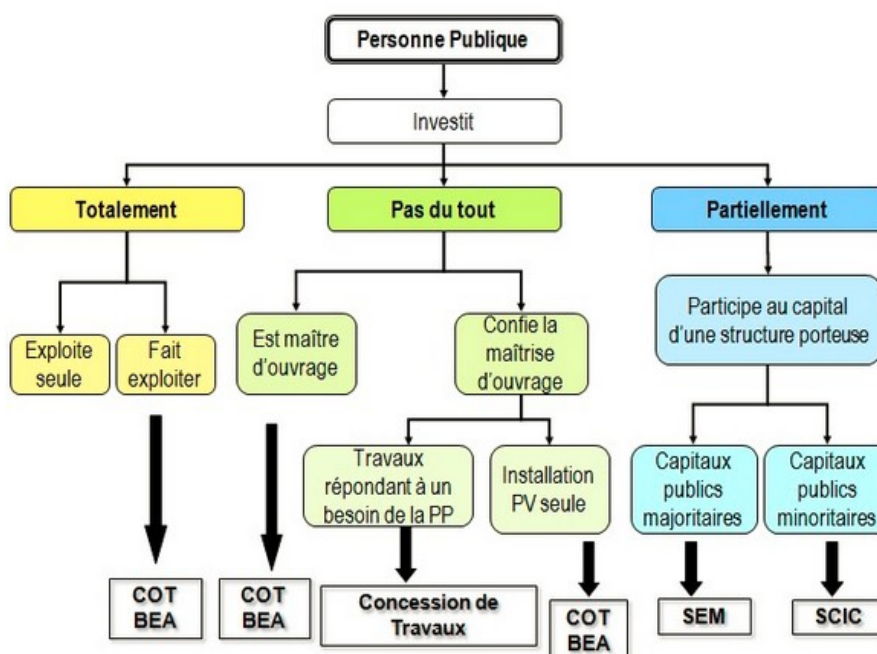 Personne Publique
Investit
Totalement
Pas du tout
Partiellement
Exploite
seule
Fait
exploiter
Est maître
d'ouvrage
Confie la
maîtrise
d'ouvrage
Participe au capital
d'une structure porteuse
Travaux
répondant à un
besoin de la PP
Installation
PV seule
Capitaux
publics
majoritaires
Capitaux
publics
minoritaires
COT
BEA
COT
BEA
Concession de
Travaux
COT
BEA
SEM
SCIC